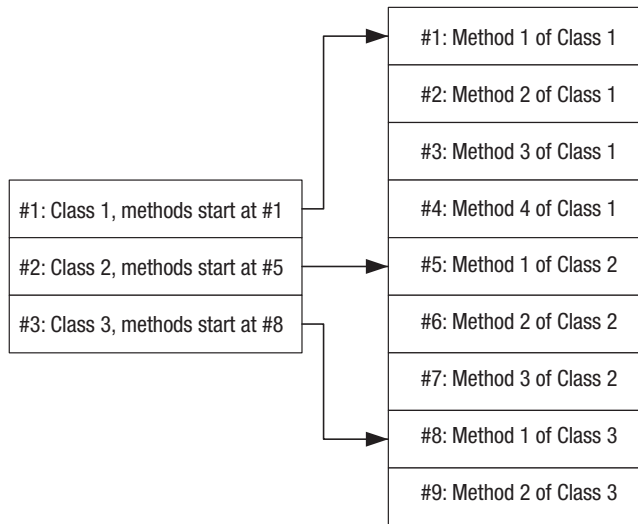 #1: Class 1, methods start at #1
#2: Class 2, methods start at #5
#3: Class 3, methods start at #8
#1: Method 1 of Class 1
#2: Method 2 of Class 1
#3: Method 3 of Class 1
#4: Method 4 of Class 1
#5: Method 1 of Class 2
#6: Method 2 of Class 2
#7: Method 3 of Class 2
#8: Method 1 of Class 3
#9: Method 2 of Class 3